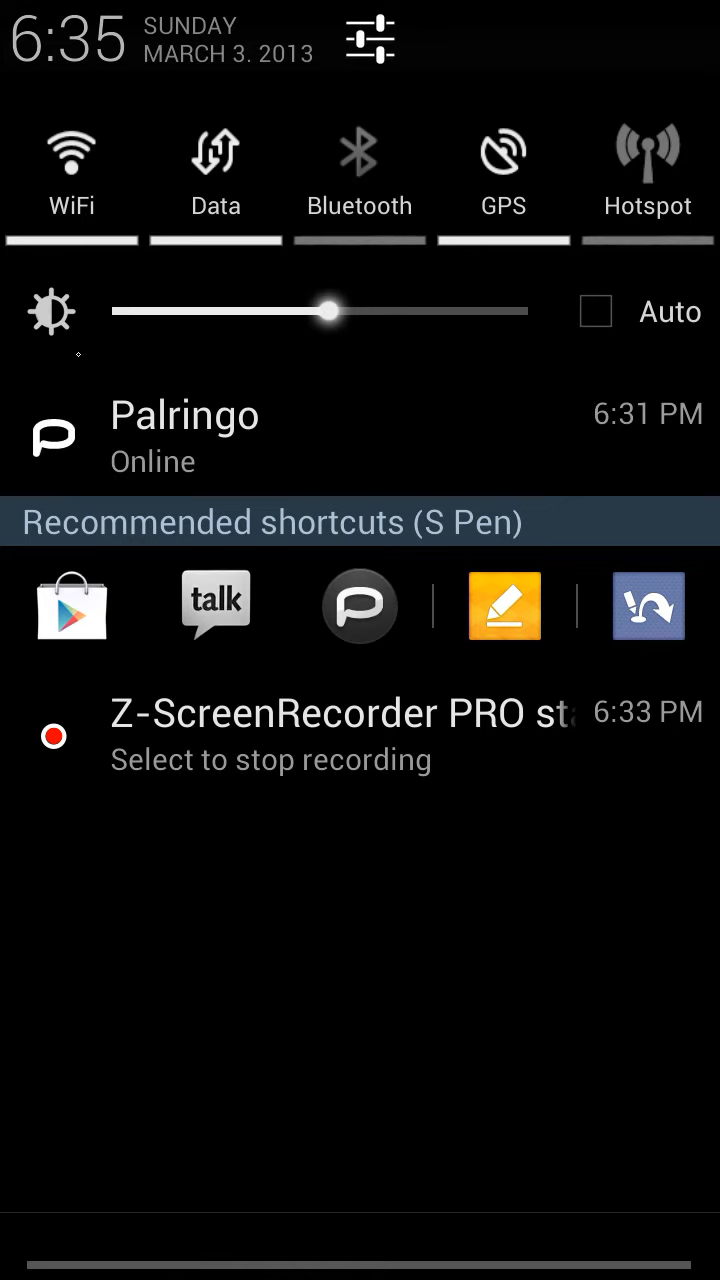 6:35
SUNDAY
MARCH 3. 2013
WiFi Data Bluetooth GPS Hotspot
Auto
Palringo 6:31 PM
Online
Recommended shortcuts (S Pen)
talk
Z-ScreenRecorder PRO 6:33 PM
Select to stop recording